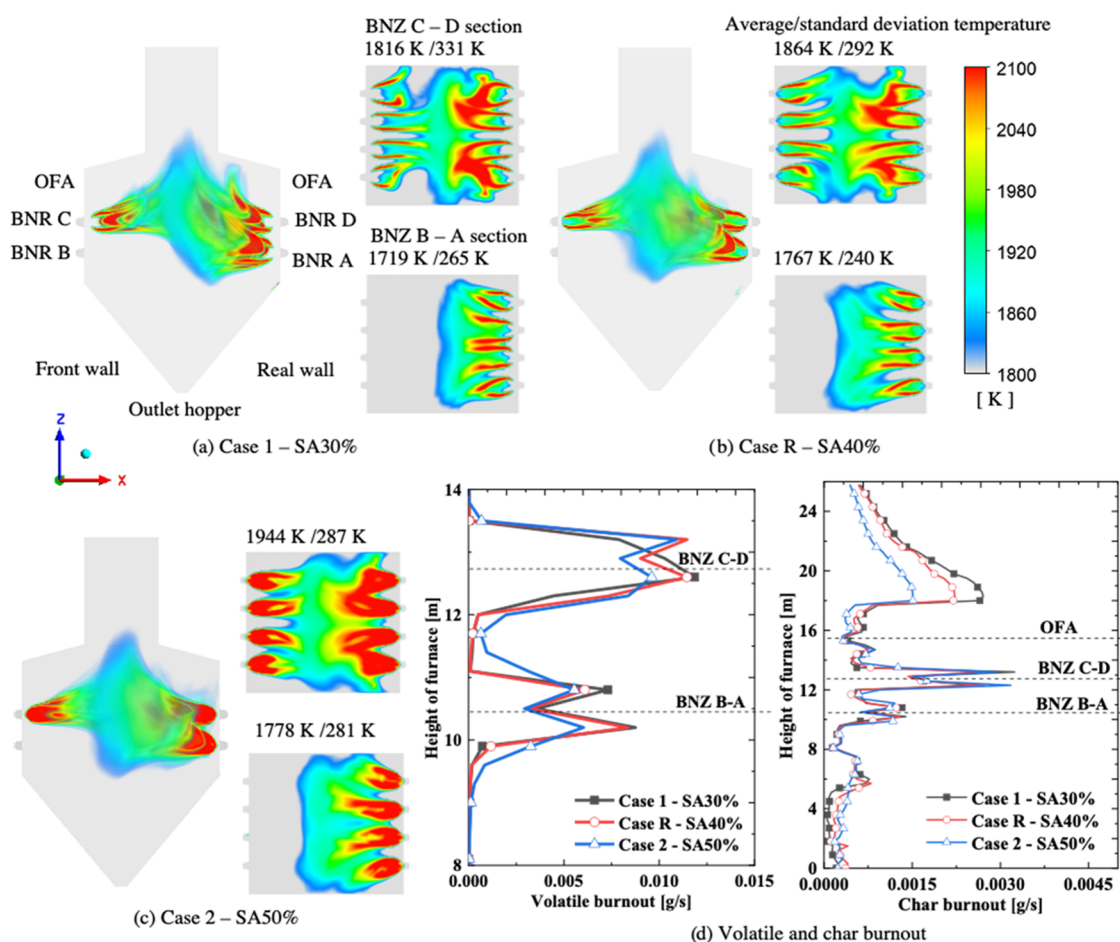 BNZ C – D section
1816 K /331 K
Average/standard deviation temperature
1864 K /292 K
2100
2040
1980
1920
1860
1800
[ K ]
OFA
OFA
BNR C
BNR D
BNR B
BNR A
BNZ B – A section
1719 K /265 K
1767 K /240 K
Front wall
Real wall
Outlet hopper
(a) Case 1 – SA30%
(b) Case R – SA40%
Z
X
1944 K /287 K
1778 K /281 K
(c) Case 2 – SA50%
14
12
10
8
Height of furnace [m]
BNZ C-D
BNZ B-A
Case 1 - SA30%
Case R - SA40%
Case 2 - SA50%
0.000
0.005
0.010
0.015
Volatile burnout [g/s]
24
20
16
12
8
4
0
Height of furnace [m]
OFA
BNZ C-D
BNZ B-A
Case 1 - SA30%
Case R - SA40%
Case 2 - SA50%
0.0000
0.0015
0.0030
0.0045
Char burnout [g/s]
(d) Volatile and char burnout